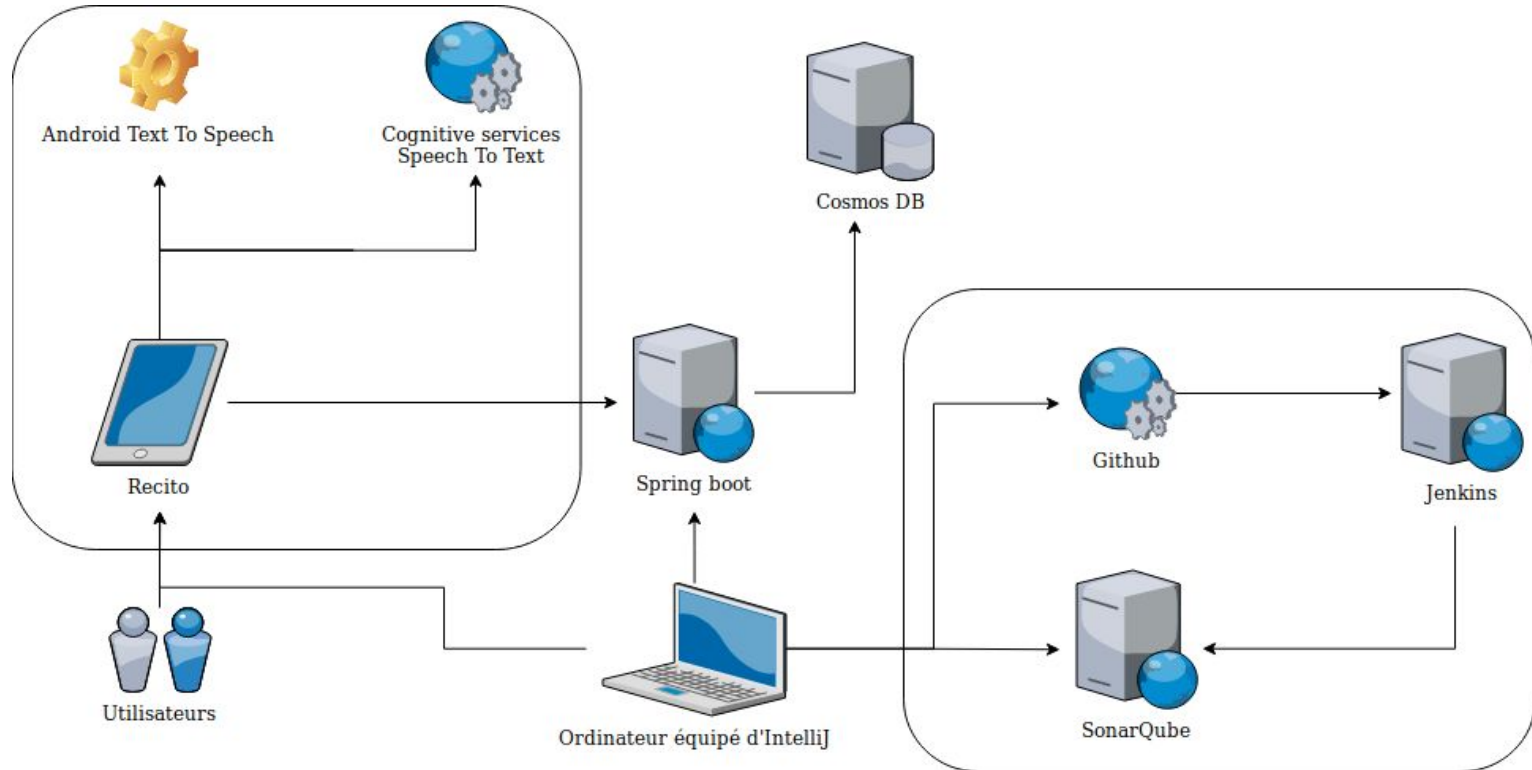 Android Text To Speech
Cognitive services
Speech To Text
Cosmos DB
Recito
Spring boot
Github
Jenkins
Utilisateurs
Ordinateur équipé d'IntelliJ
SonarQube